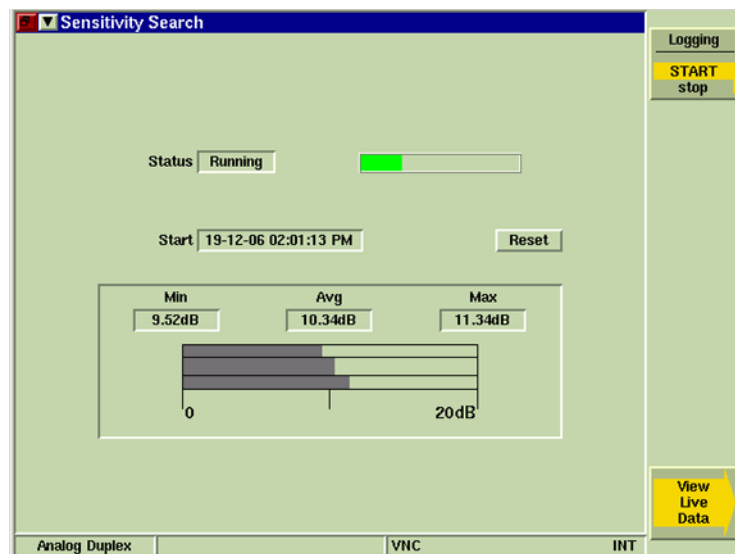 Sensitivity Search
Logging
START
stop
Status Running
Start 19-12-06 02:01:13 PM
Reset
Min Avg Max
9.52dB 10.34dB 11.34dB
0 20dB
View
Live
Data
Analog Duplex VNC INT